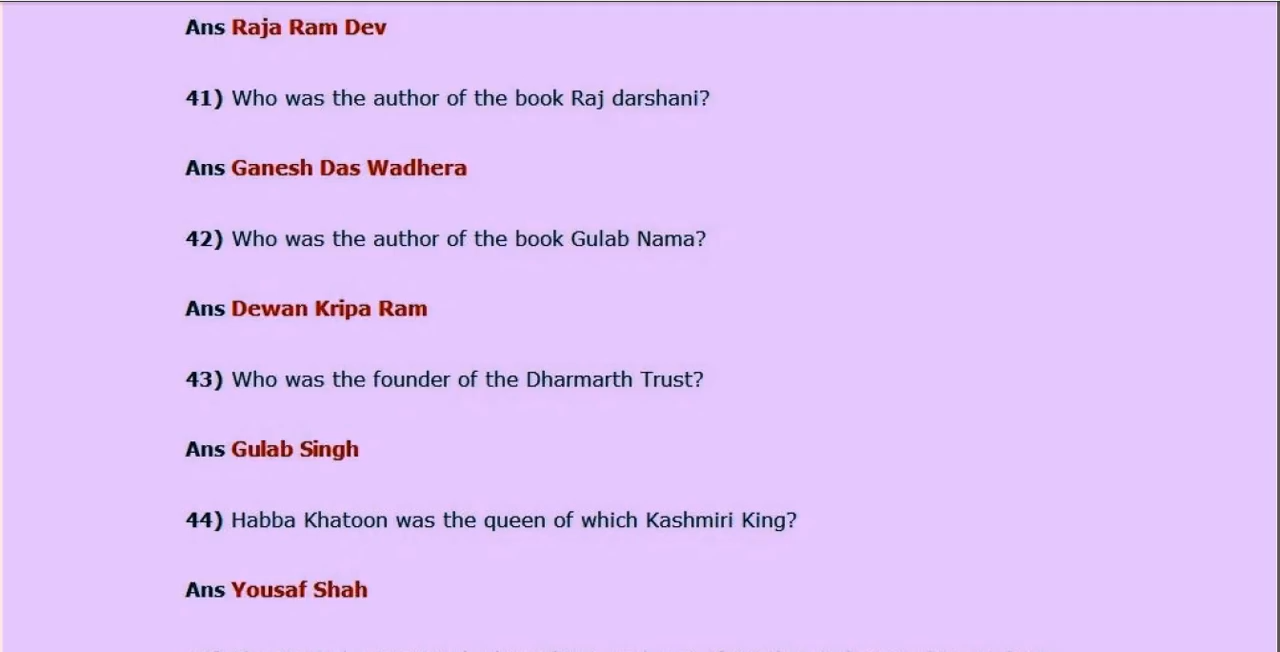 Ans Raja Ram Dev
41) Who was the author of the book Raj darshani?
Ans Ganesh Das Wadhera
42) Who was the author of the book Gulab Nama?
Ans Dewan Kripa Ram
43) Who was the founder of the Dharmarth Trust?
Ans Gulab Singh
44) Habba Khatoon was the queen of which Kashmiri King?
Ans Yousaf Shah